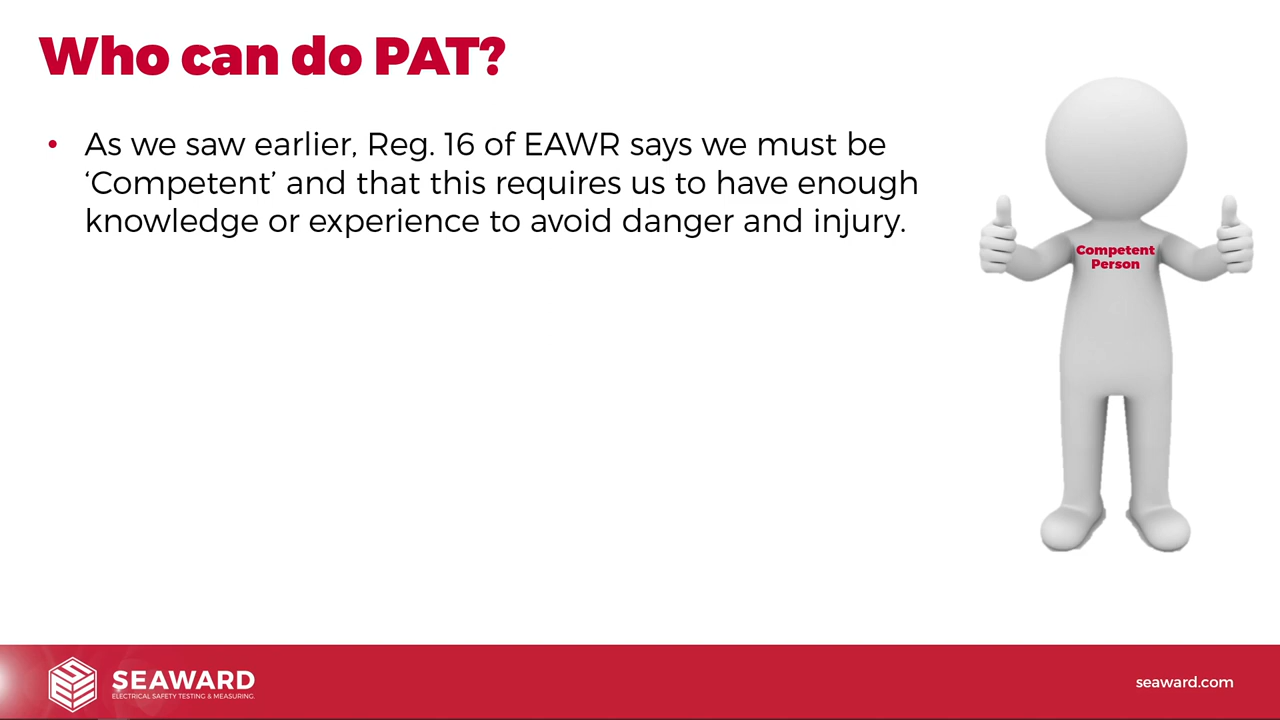 Who can do PAT?
• As we saw earlier, Reg. 16 of EAWR says we must be
‘Competent’ and that this requires us to have enough
knowledge or experience to avoid danger and injury.
Competent
Person
SEAWARD
ELECTRICAL SAFETY TESTING & MEASURING.
seaward.com